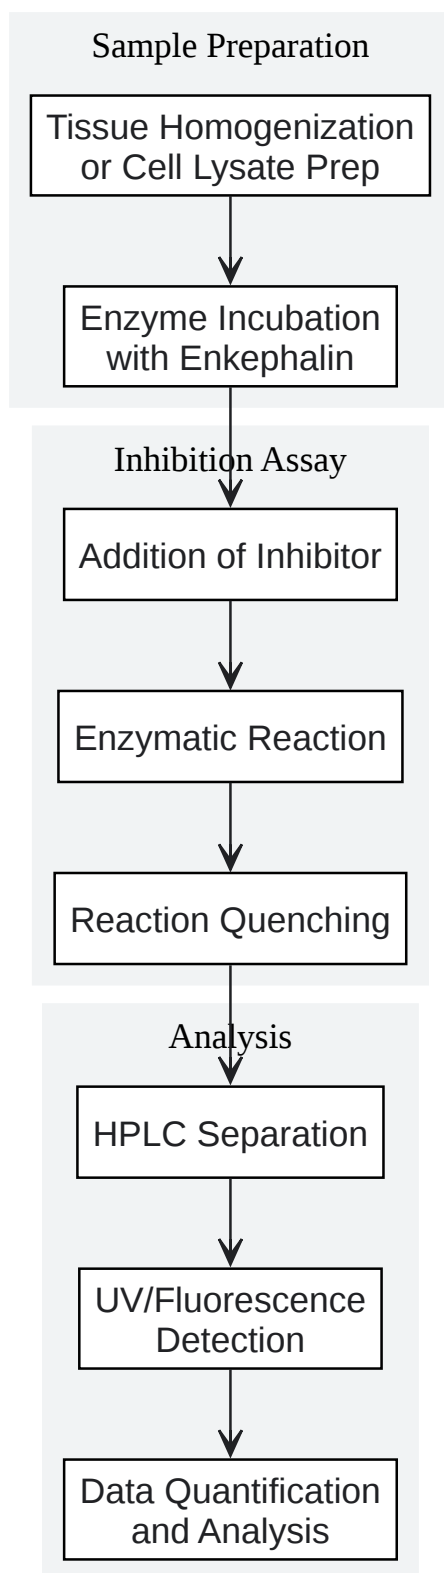 Sample Preparation
Tissue Homogenization
or Cell Lysate Prep
Enzyme Incubation
with Enkephalin
Inhibition Assay
Addition of Inhibitor
Enzymatic Reaction
Reaction Quenching
Analysis
HPLC Separation
UV/Fluorescence
Detection
Data Quantification
and Analysis